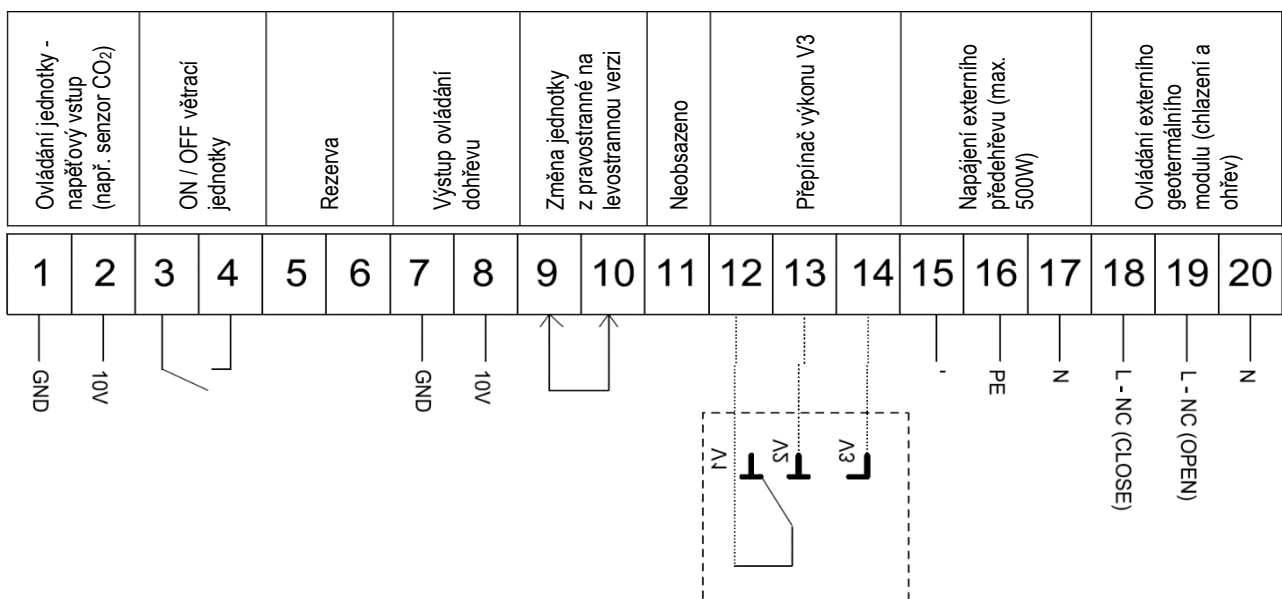 Ovládání jednotky -
napěťový vstup
(např. senzor CO2)
ON / OFF větrací
jednotky
Rezerva
Výstup ovládání
dohřevu
Změna jednotky
z pravostranné na
levostrannou verzi
Neobsazeno
Přepínač výkonu V3
Napájení externího
předehřevu (max.
500W)
Ovládání externího
geotermálního
modulu (chlazení a
ohřev)
1 2 3 4 5 6 7 8 9 10 11 12 13 14 15 16 17 18 19 20
GND
10V
GND
10V
PE
N
L - NC (CLOSE)
L - NC (OPEN)
N
V1
V2
V3